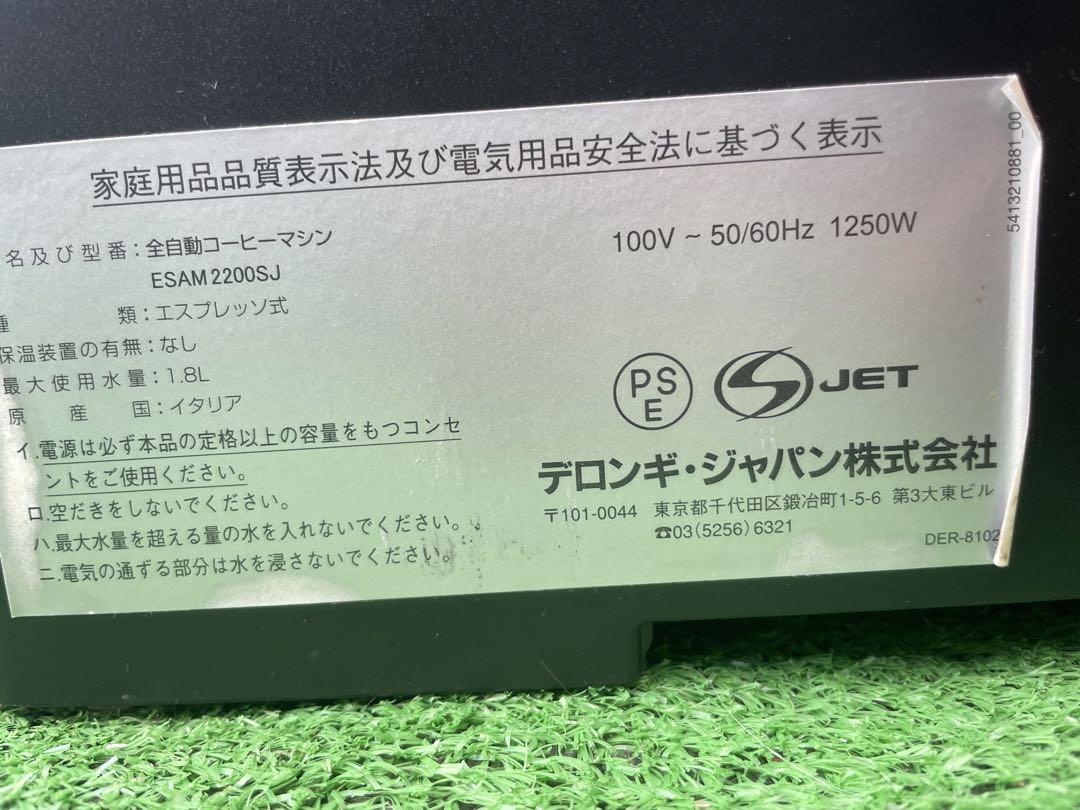 家庭用品品質表示法及び電気用品安全法に基づく表示
名及び型番：全自動コーヒーマシン
ESAM2200SJ
類：エスプレッソ式
保温装置の有無：なし
最大使用水量：1.8L
原産国：イタリア
イ.電源は必ず本品の定格以上の容量をもつコンセ
ントをご使用ください。
ロ.空だきをしないでください。
ハ.最大水量を超える量の水を入れないでください。
ニ.電気の通ずる部分は水を浸さないでください。
100V ~ 50/60Hz 1250W
PS
E
JET
デロンギ・ジャパン株式会社
〒101-0044 東京都千代田区鍛冶町1-5-6 第3大東ビル
☎03(5256)6321
DER-8102
5413210881_00